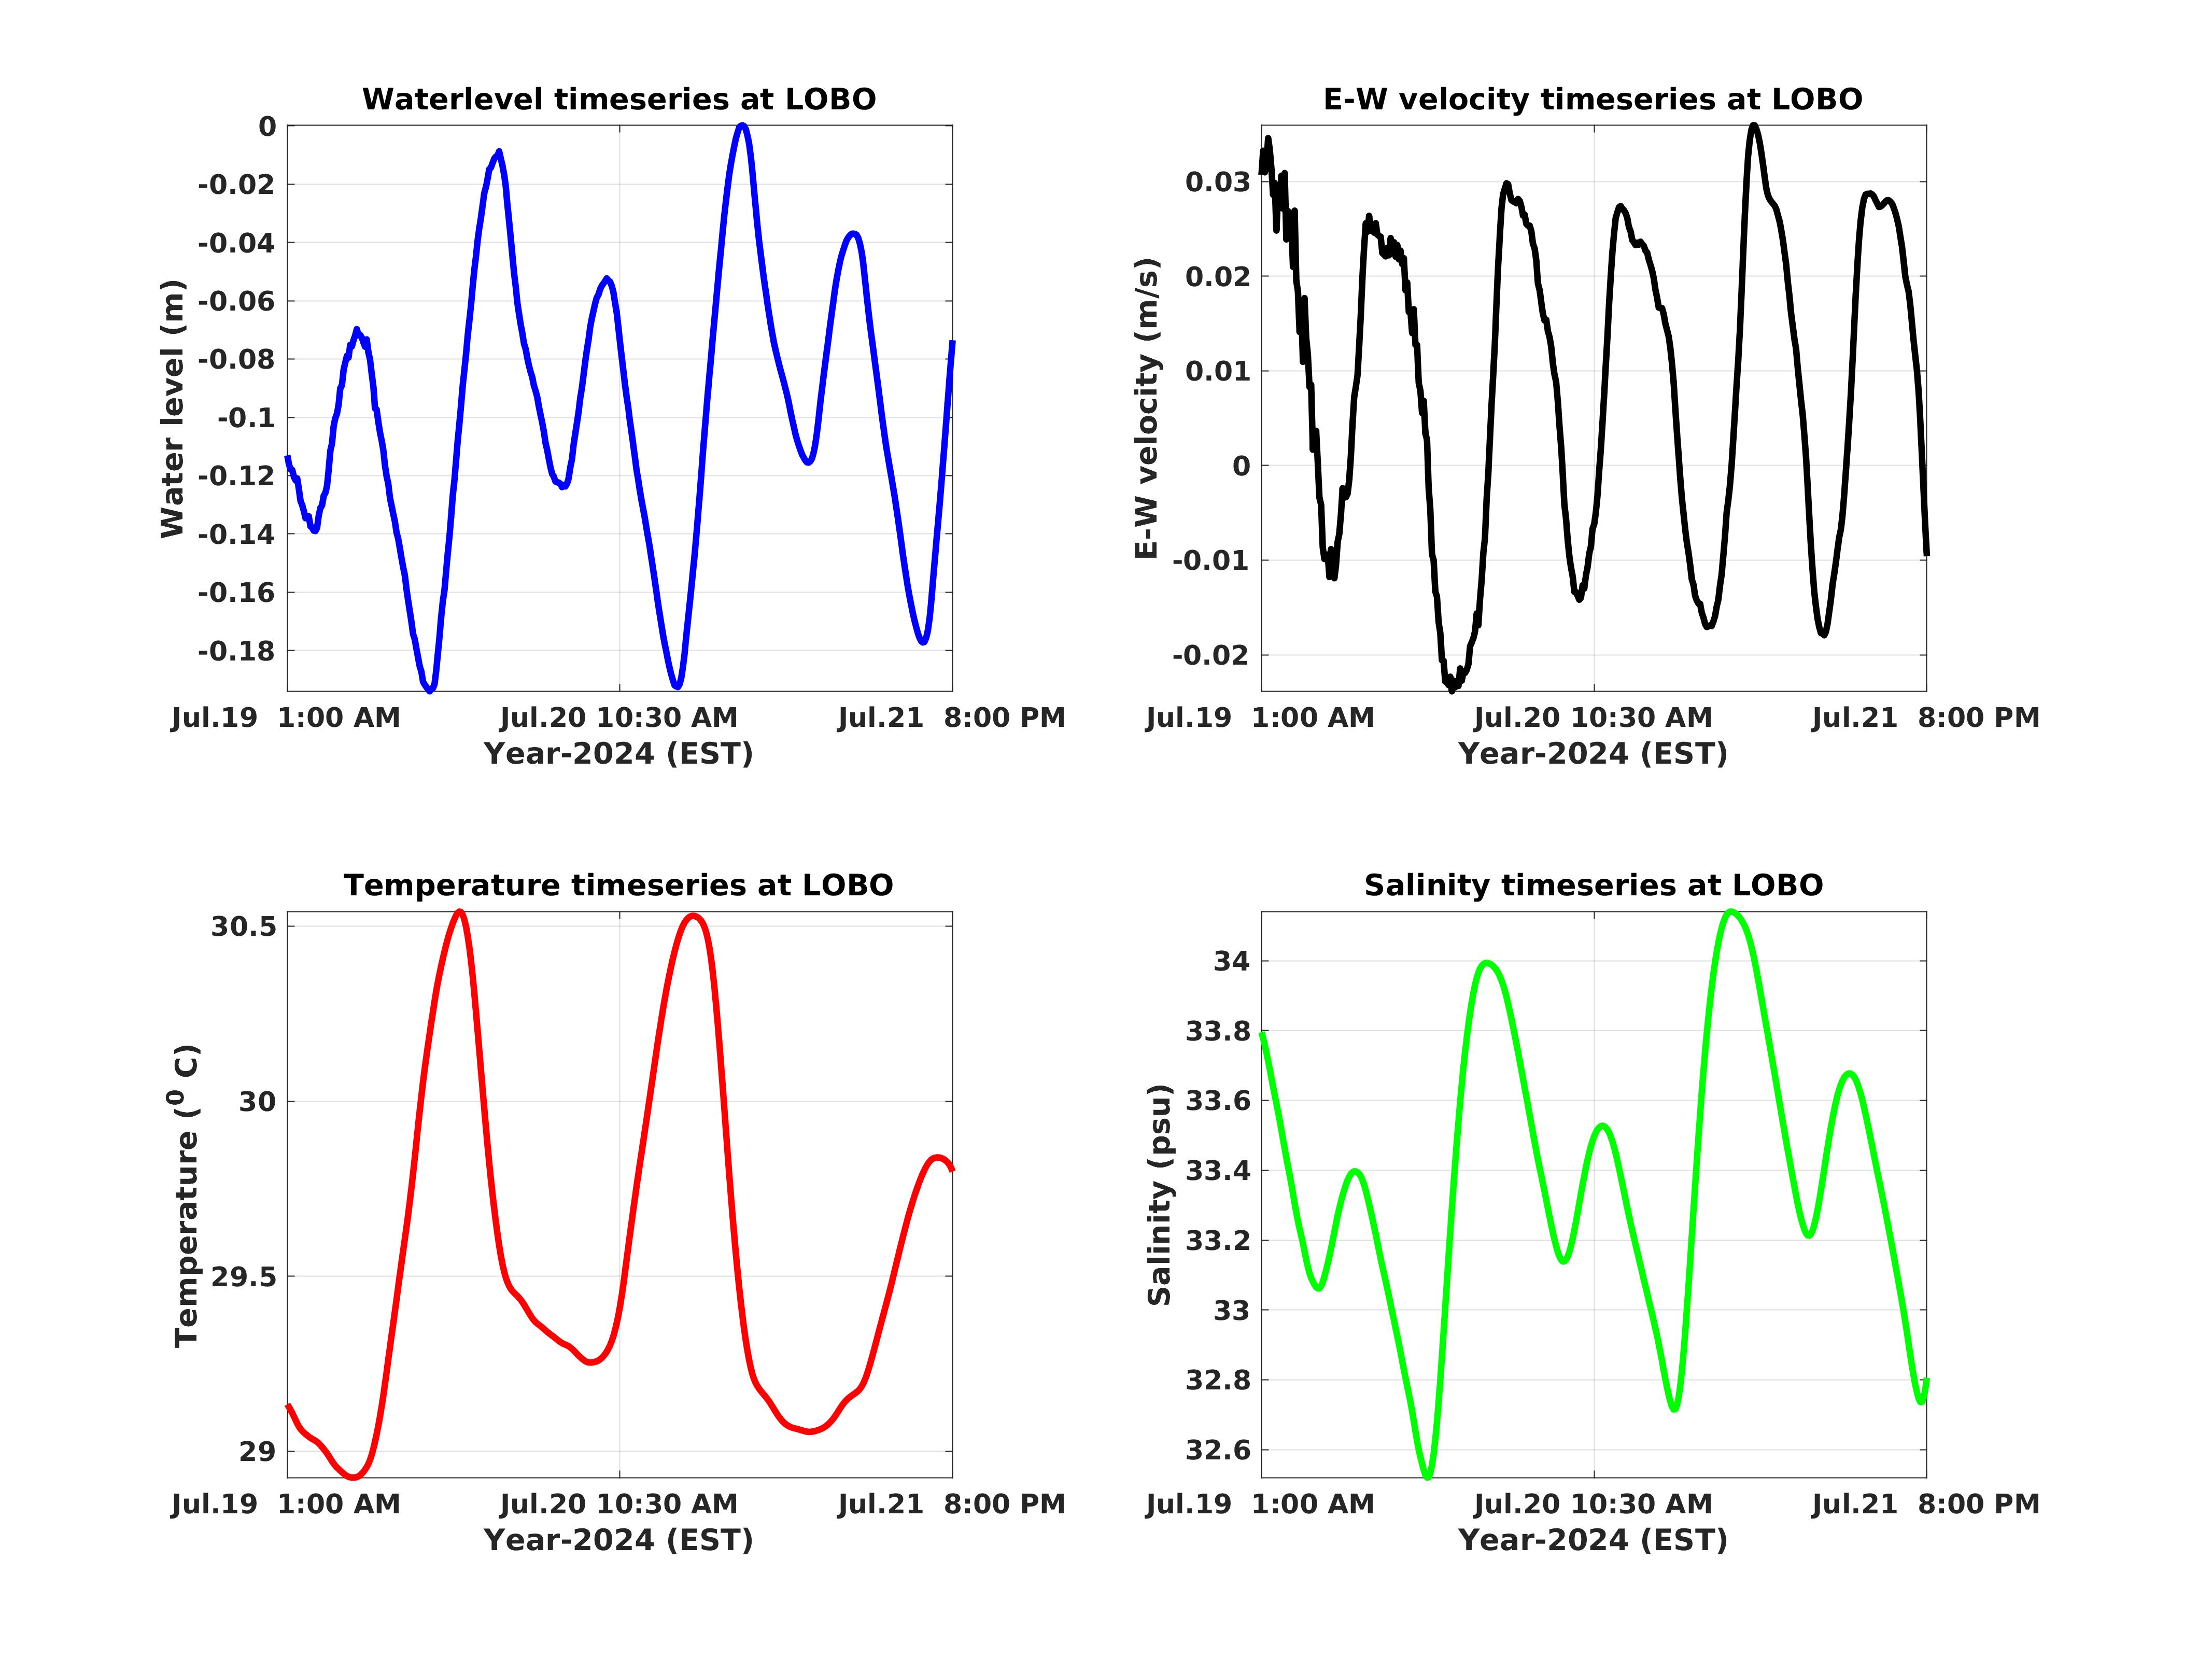 Waterlevel timeseries at LOBO
0
-0.02
-0.04
-0.06
-0.08
-0.1
-0.12
-0.14
-0.16
-0.18
Water level (m)
Jul.19 1:00 AM
Jul.20 10:30 AM
Jul.21 8:00 PM
Year-2024 (EST)
E-W velocity timeseries at LOBO
0.03
0.02
0.01
0
-0.01
-0.02
E-W velocity (m/s)
Jul.19 1:00 AM
Jul.20 10:30 AM
Jul.21 8:00 PM
Year-2024 (EST)
Temperature timeseries at LOBO
30.5
30
29.5
29
Temperature (⁰ C)
Jul.19 1:00 AM
Jul.20 10:30 AM
Jul.21 8:00 PM
Year-2024 (EST)
Salinity timeseries at LOBO
34
33.8
33.6
33.4
33.2
33
32.8
32.6
Salinity (psu)
Jul.19 1:00 AM
Jul.20 10:30 AM
Jul.21 8:00 PM
Year-2024 (EST)